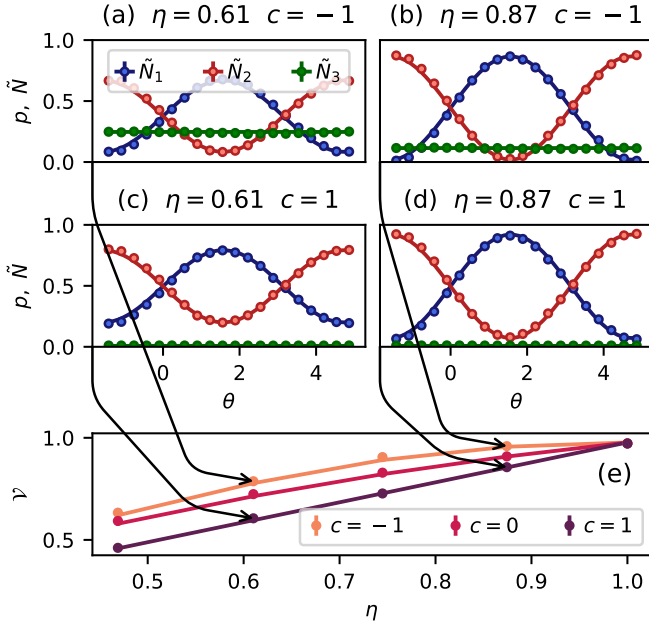 (a) η = 0.61 c = −1
(b) η = 0.87 c = −1
1.0
0.5
0.0
p, Ñ
Ñ₁ Ñ₂ Ñ₃
(c) η = 0.61 c = 1
(d) η = 0.87 c = 1
1.0
0.5
0.0
p, Ñ
0 2 4
θ
0 2 4
θ
1.0
0.5
𝒱
(e)
c = −1 c = 0 c = 1
0.5 0.6 0.7 0.8 0.9 1.0
η